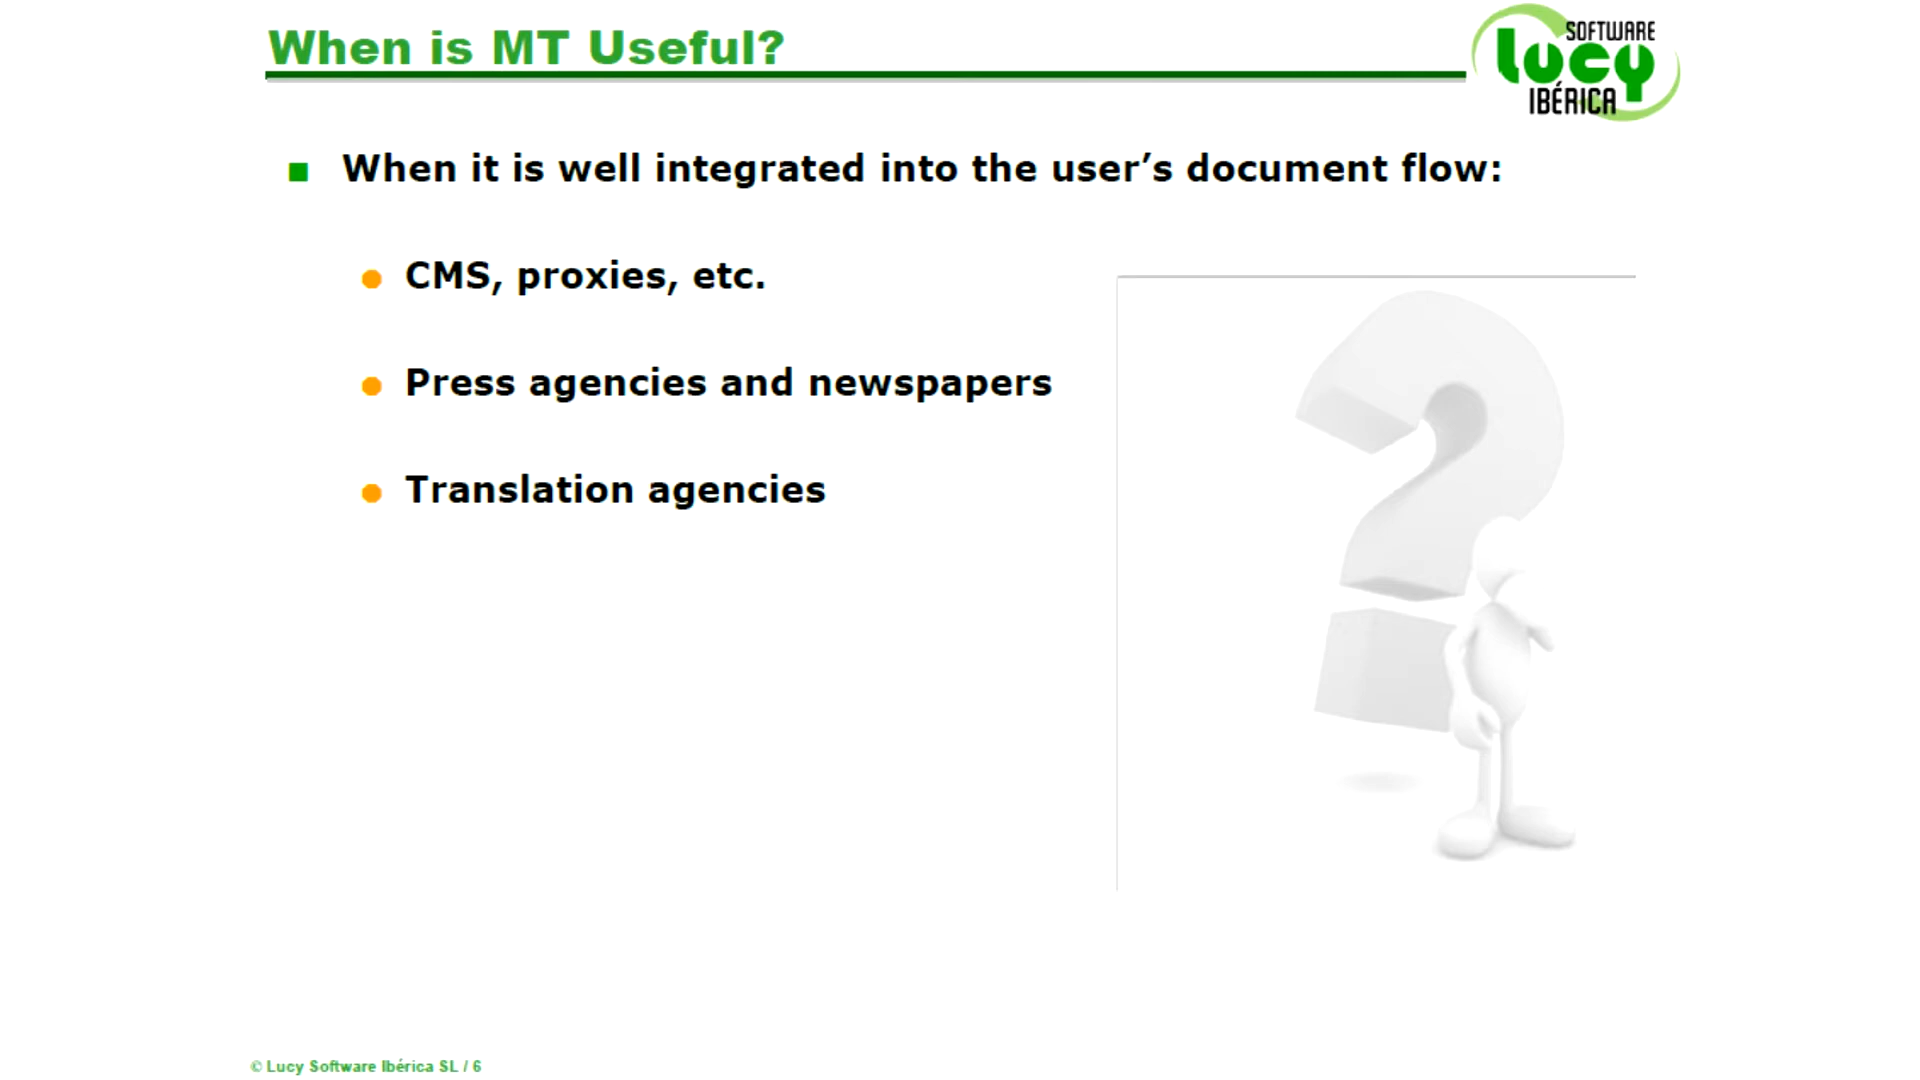 When is MT Useful?
SOFTWARE
lucy
IBÉRICA
When it is well integrated into the user’s document flow:
CMS, proxies, etc.
Press agencies and newspapers
Translation agencies
© Lucy Software Ibérica SL / 6